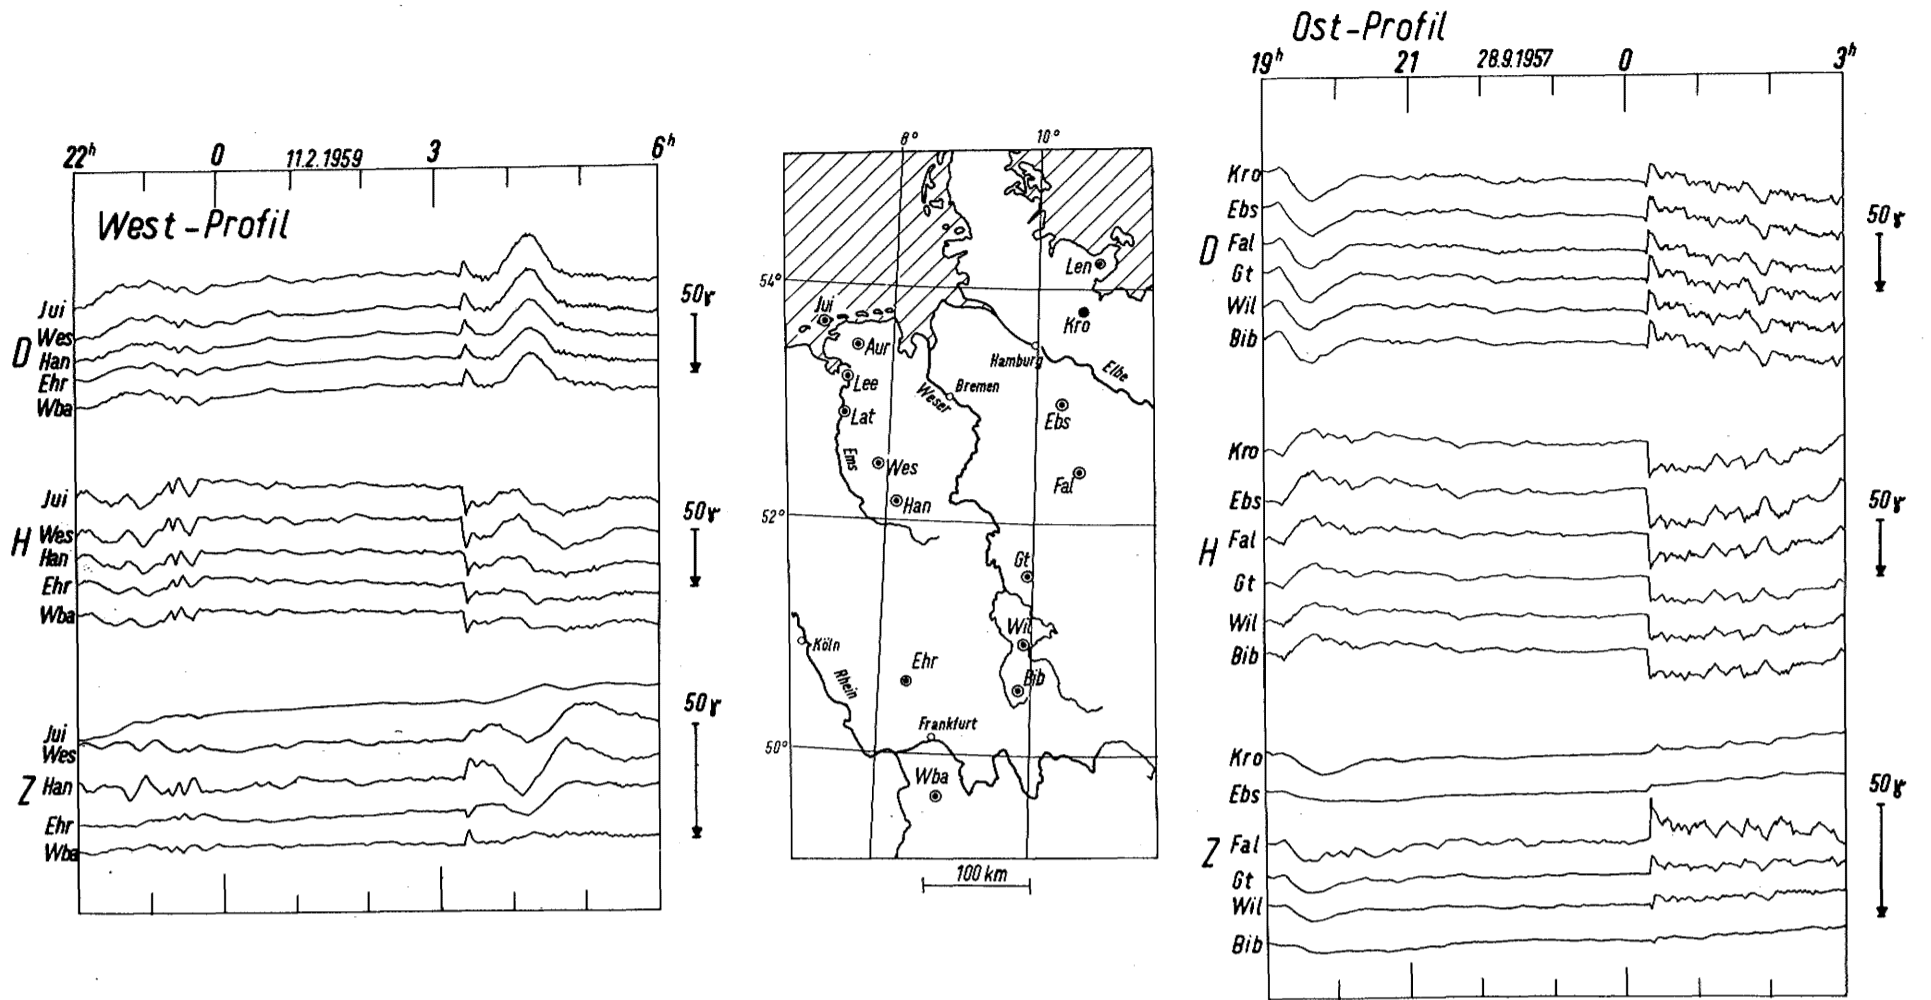 22ʰ 0 11.2.1959 3 6ʰ
West-Profil
D
Jui
Wes
Han
Ehr
Wba
50γ
H
Jui
Wes
Han
Ehr
Wba
50γ
Z
Jui
Wes
Han
Ehr
Wba
50γ
8° 10°
54°
52°
50°
Len
Kro
Jui
Aur
Lee
Lat
Hamburg
Elbe
Bremen
Weser
Ebs
Fal
Ems
Wes
Han
Gt
Wil
Bib
Köln
Rhein
Ehr
Frankfurt
Wba
100 km
Ost-Profil
19ʰ 21 28.9.1957 0 3ʰ
D
Kro
Ebs
Fal
Gt
Wil
Bib
50γ
H
Kro
Ebs
Fal
Gt
Wil
Bib
50γ
Z
Kro
Ebs
Fal
Gt
Wil
Bib
50γ